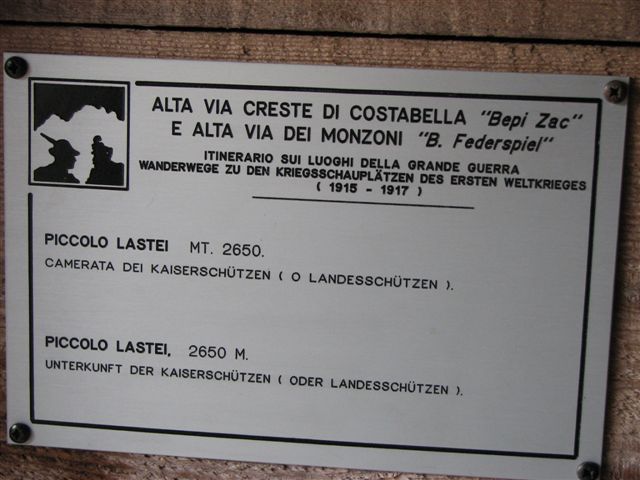 ALTA VIA CRESTE DI COSTABELLA "Bepi Zac"
E ALTA VIA DEI MONZONI "B. Federspiel"
ITINERARIO SUI LUOGHI DELLA GRANDE GUERRA
WANDERWEGE ZU DEN KRIEGSSCHAUPLÄTZEN DES ERSTEN WELTKRIEGES
( 1915 - 1917 )
PICCOLO LASTEI MT. 2650.
CAMERATA DEI KAISERSCHÜTZEN ( O LANDESSCHÜTZEN ).
PICCOLO LASTEI, 2650 M.
UNTERKUNFT DER KAISERSCHÜTZEN ( ODER LANDESSCHÜTZEN ).